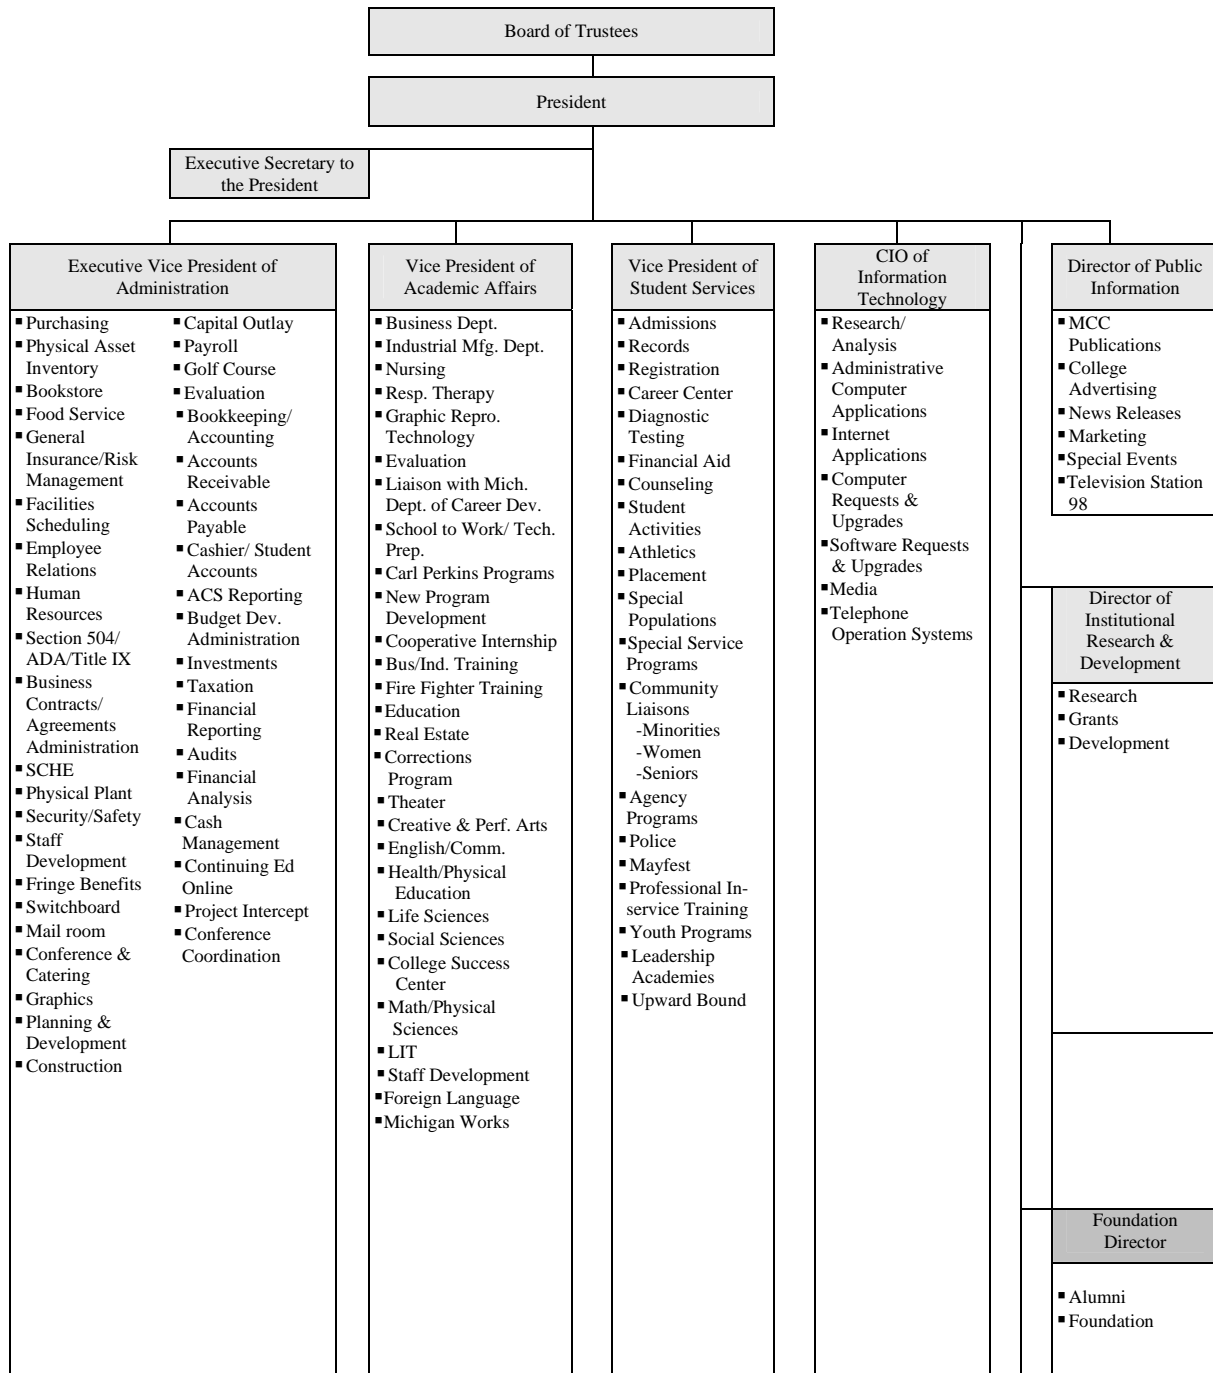 Board of Trustees
President
Executive Secretary to
the President
Executive Vice President of
Administration
▪ Purchasing
▪ Physical Asset
Inventory
▪ Bookstore
▪ Food Service
▪ General
Insurance/Risk
Management
▪ Facilities
Scheduling
▪ Employee
Relations
▪ Human
Resources
▪ Section 504/
ADA/Title IX
▪ Business
Contracts/
Agreements
Administration
▪ SCHE
▪ Physical Plant
▪ Security/Safety
▪ Staff
Development
▪ Fringe Benefits
▪ Switchboard
▪ Mail room
▪ Conference &
Catering
▪ Graphics
▪ Planning &
Development
▪ Construction
▪ Capital Outlay
▪ Payroll
▪ Golf Course
▪ Evaluation
▪ Bookkeeping/
Accounting
▪ Accounts
Receivable
▪ Accounts
Payable
▪ Cashier/ Student
Accounts
▪ ACS Reporting
▪ Budget Dev.
Administration
▪ Investments
▪ Taxation
▪ Financial
Reporting
▪ Audits
▪ Financial
Analysis
▪ Cash
Management
▪ Continuing Ed
Online
▪ Project Intercept
▪ Conference
Coordination
Vice President of
Academic Affairs
▪ Business Dept.
▪ Industrial Mfg. Dept.
▪ Nursing
▪ Resp. Therapy
▪ Graphic Repro.
Technology
▪ Evaluation
▪ Liaison with Mich.
Dept. of Career Dev.
▪ School to Work/ Tech.
Prep.
▪ Carl Perkins Programs
▪ New Program
Development
▪ Cooperative Internship
▪ Bus/Ind. Training
▪ Fire Fighter Training
▪ Education
▪ Real Estate
▪ Corrections
Program
▪ Theater
▪ Creative & Perf. Arts
▪ English/Comm.
▪ Health/Physical
Education
▪ Life Sciences
▪ Social Sciences
▪ College Success
Center
▪ Math/Physical
Sciences
▪ LIT
▪ Staff Development
▪ Foreign Language
▪ Michigan Works
Vice President of
Student Services
▪ Admissions
▪ Records
▪ Registration
▪ Career Center
▪ Diagnostic
Testing
▪ Financial Aid
▪ Counseling
▪ Student
Activities
▪ Athletics
▪ Placement
▪ Special
Populations
▪ Special Service
Programs
▪ Community
Liaisons
-Minorities
-Women
-Seniors
▪ Agency
Programs
▪ Police
▪ Mayfest
▪ Professional In-
service Training
▪ Youth Programs
▪ Leadership
Academies
▪ Upward Bound
CIO of
Information
Technology
▪ Research/
Analysis
▪ Administrative
Computer
Applications
▪ Internet
Applications
▪ Computer
Requests &
Upgrades
▪ Software Requests
& Upgrades
▪ Media
▪ Telephone
Operation Systems
Director of Public
Information
▪ MCC
Publications
▪ College
Advertising
▪ News Releases
▪ Marketing
▪ Special Events
▪ Television Station
98
Director of
Institutional
Research &
Development
▪ Research
▪ Grants
▪ Development
Foundation
Director
▪ Alumni
▪ Foundation